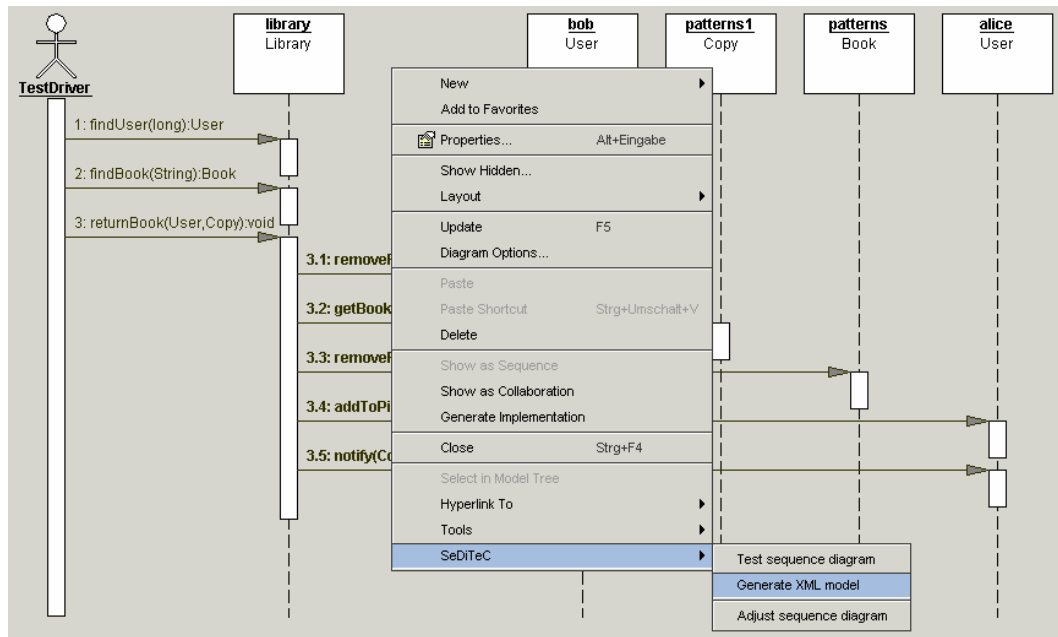 library
Library
bob
User
patterns1
Copy
patterns
Book
alice
User
TestDriver
1: findUser(long):User
2: findBook(String):Book
3: returnBook(User,Copy):void
3.1: remove
3.2: getBook
3.3: remove
3.4: addToPi
3.5: notify(Co
New
Add to Favorites
Properties... Alt+Eingabe
Show Hidden...
Layout
Update F5
Diagram Options...
Paste
Paste Shortcut Strg+Umschalt+V
Delete
Show as Sequence
Show as Collaboration
Generate Implementation
Close Strg+F4
Select in Model Tree
Hyperlink To
Tools
SeDiTeC
Test sequence diagram
Generate XML model
Adjust sequence diagram